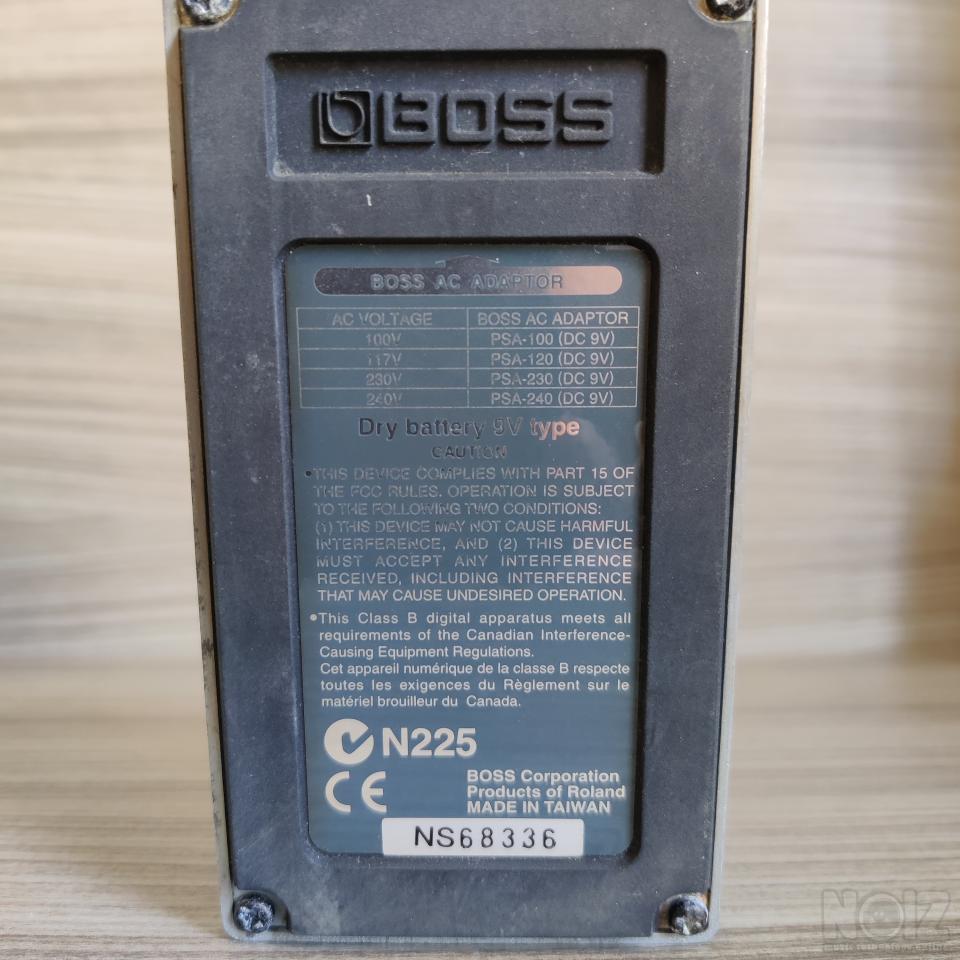 BOSS
BOSS AC ADAPTOR
AC VOLTAGE BOSS AC ADAPTOR
100V PSA-100 (DC 9V)
117V PSA-120 (DC 9V)
230V PSA-230 (DC 9V)
240V PSA-240 (DC 9V)
Dry battery 9V type
CAUTION
•THIS DEVICE COMPLIES WITH PART 15 OF
THE FCC RULES. OPERATION IS SUBJECT
TO THE FOLLOWING TWO CONDITIONS:
(1) THIS DEVICE MAY NOT CAUSE HARMFUL
INTERFERENCE, AND (2) THIS DEVICE
MUST ACCEPT ANY INTERFERENCE
RECEIVED, INCLUDING INTERFERENCE
THAT MAY CAUSE UNDESIRED OPERATION.
•This Class B digital apparatus meets all
requirements of the Canadian Interference-
Causing Equipment Regulations.
Cet appareil numérique de la classe B respecte
toutes les exigences du Règlement sur le
matériel brouilleur du Canada.
N225
CE
BOSS Corporation
Products of Roland
MADE IN TAIWAN
NS68336
NOIZ